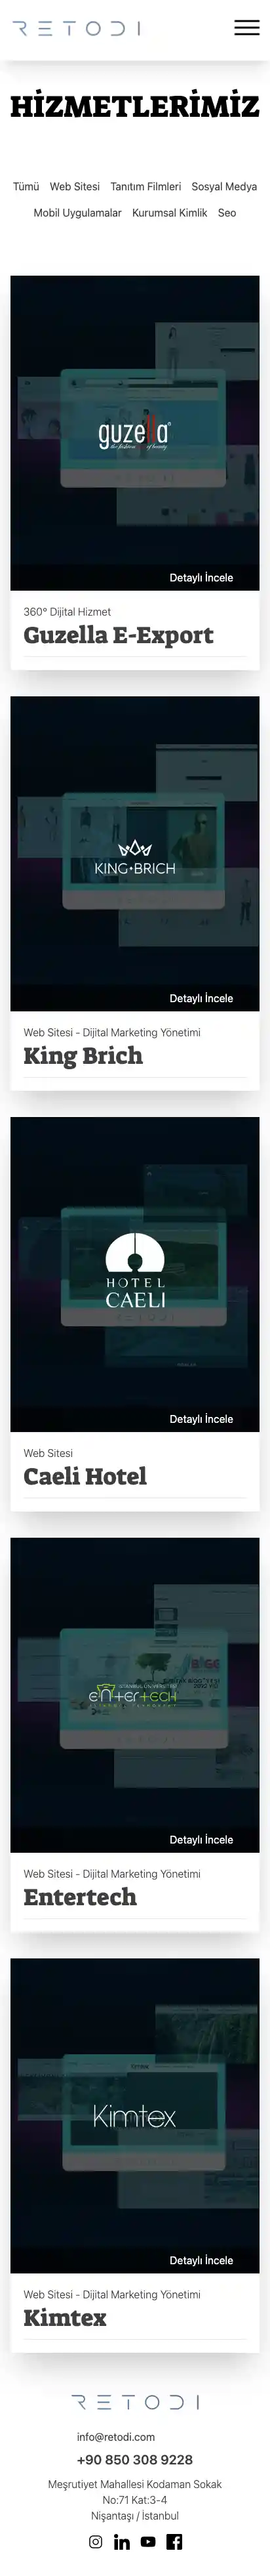 RETODI
HİZMETLERİMİZ
Tümü Web Sitesi Tanıtım Filmleri Sosyal Medya
Mobil Uygulamalar Kurumsal Kimlik Seo
guzella®
the fashion of beauty
Detaylı İncele
360° Dijital Hizmet
Guzella E-Export
KING•BRICH
Detaylı İncele
Web Sitesi - Dijital Marketing Yönetimi
King Brich
HOTEL
CAELI
Detaylı İncele
Web Sitesi
Caeli Hotel
entertech
Detaylı İncele
Web Sitesi - Dijital Marketing Yönetimi
Entertech
Kimtex
Detaylı İncele
Web Sitesi - Dijital Marketing Yönetimi
Kimtex
RETODI
info@retodi.com
+90 850 308 9228
Meşrutiyet Mahallesi Kodaman Sokak
No:71 Kat:3-4
Nişantaşı / İstanbul